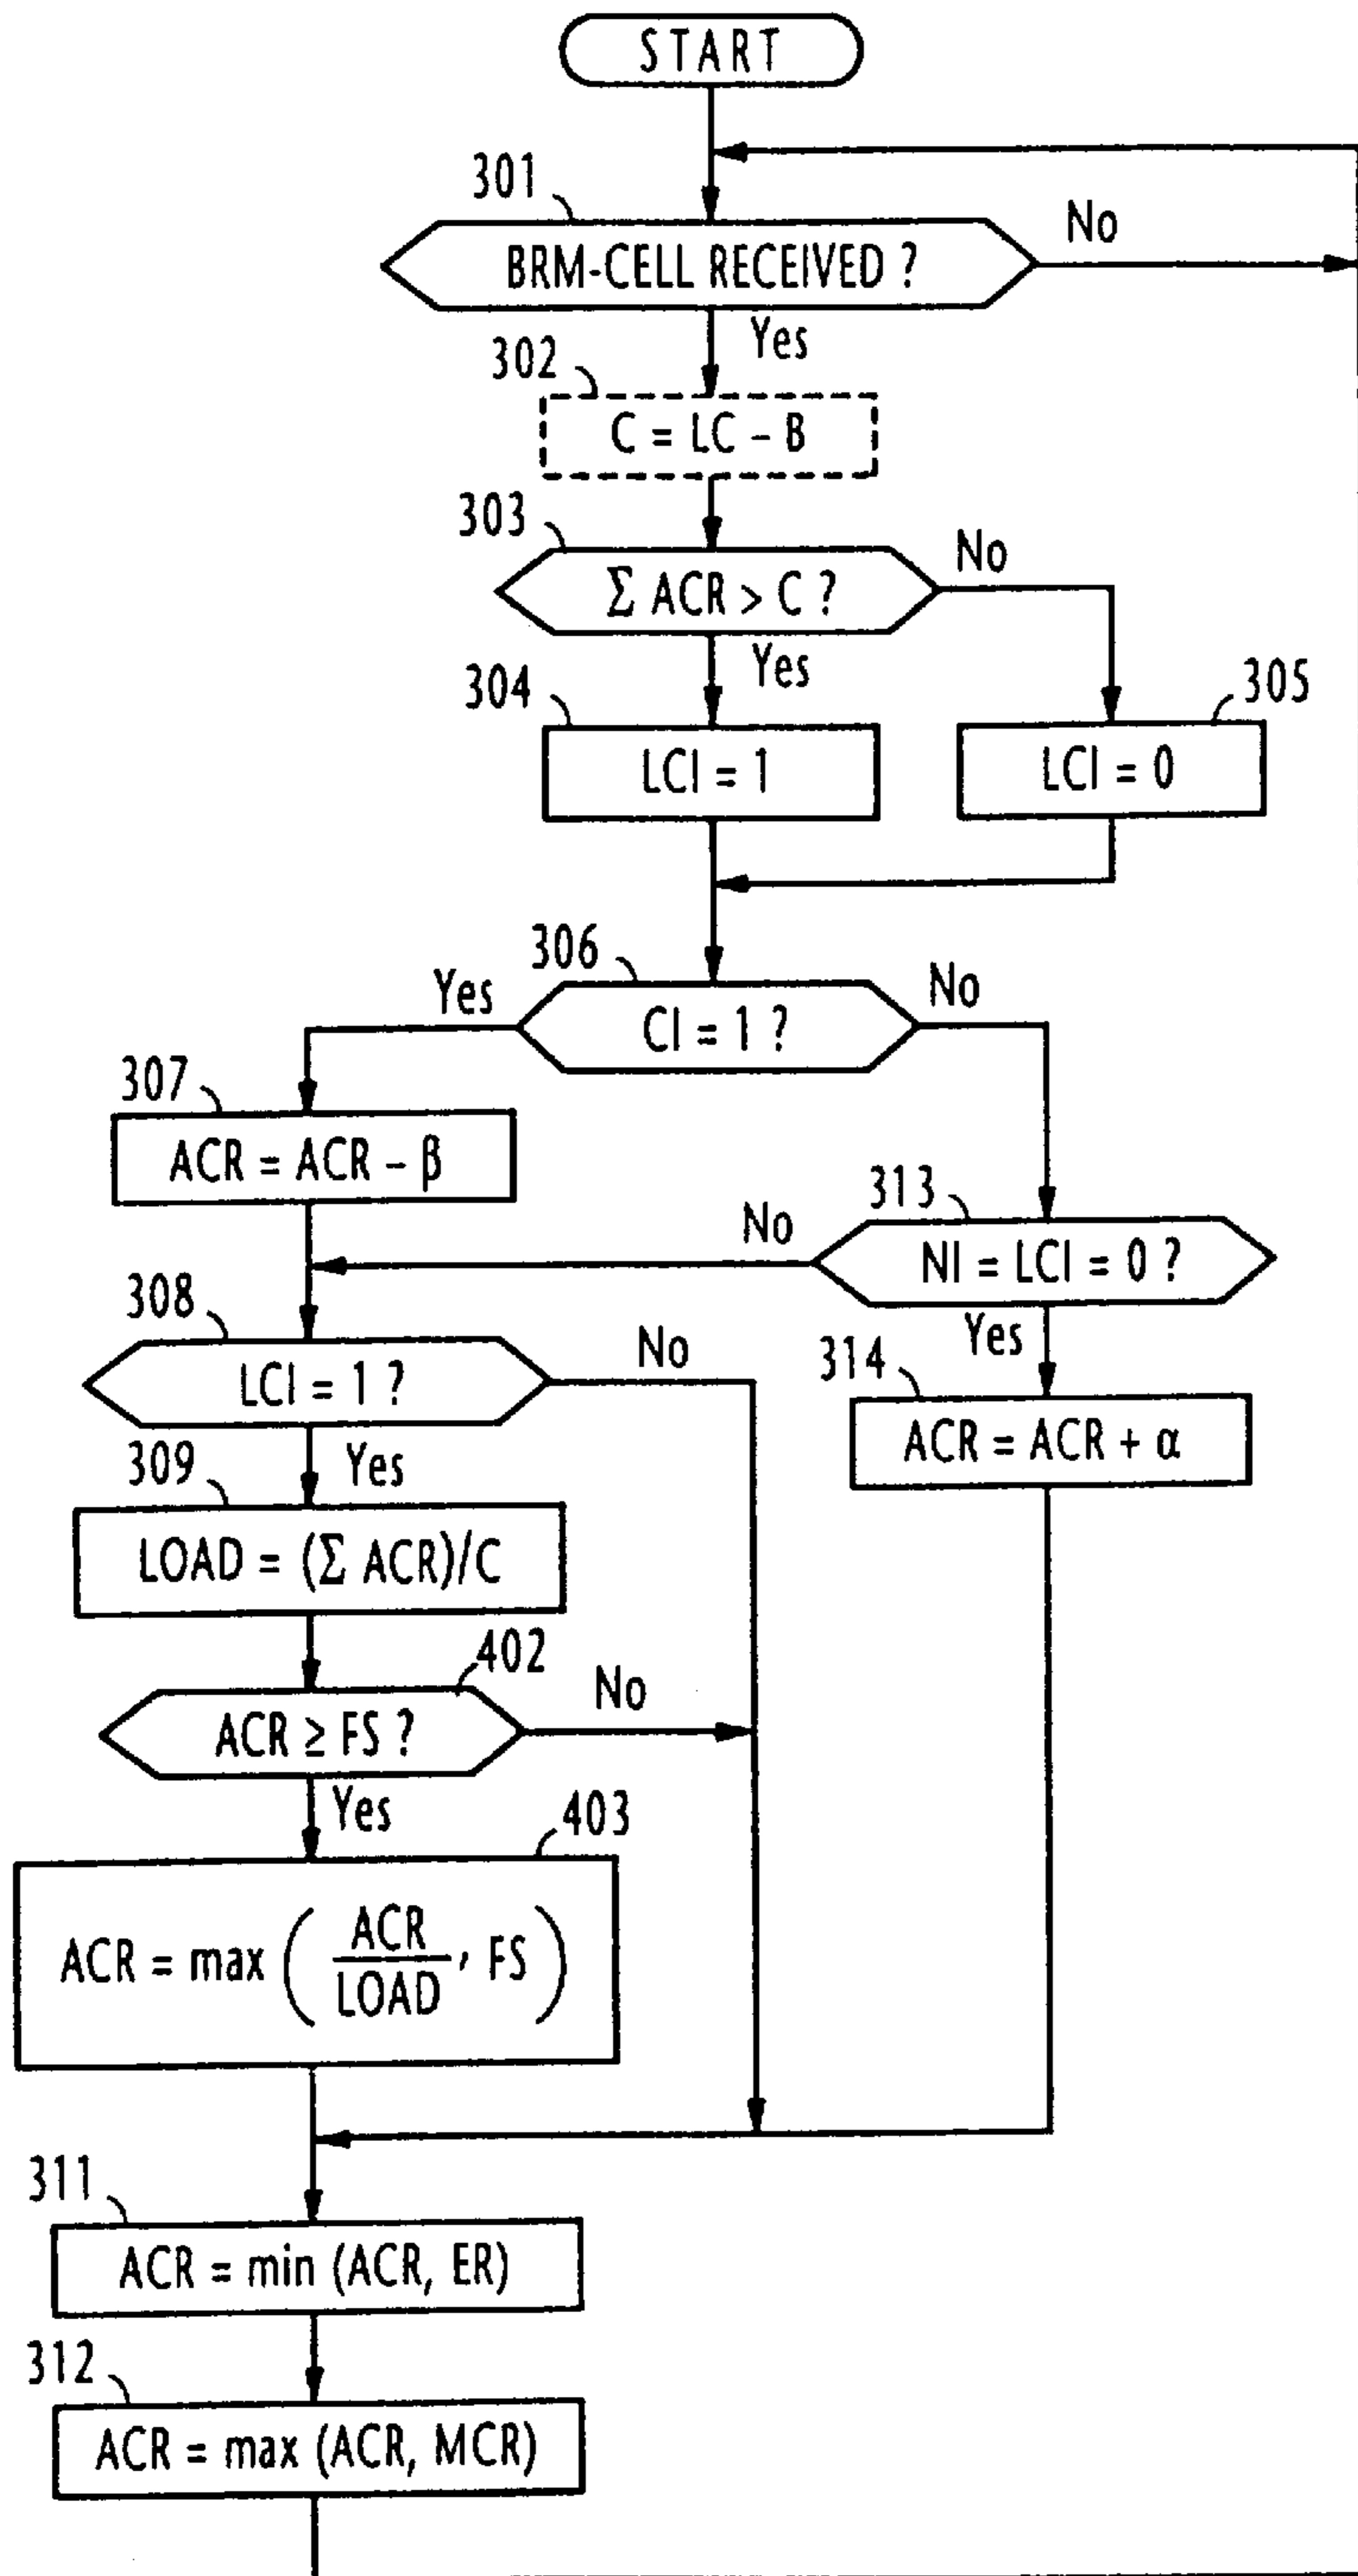 START
301
BRM-CELL RECEIVED ?
No
Yes
302
C = LC – B
303
Σ ACR > C ?
No
Yes
304
LCI = 1
305
LCI = 0
306
Yes
CI = 1 ?
No
307
ACR = ACR – β
313
No
NI = LCI = 0 ?
308
LCI = 1 ?
No
Yes
314
ACR = ACR + α
309
Yes
LOAD = (Σ ACR)/C
402
ACR ≥ FS ?
No
Yes
403
ACR = max ( ACR / LOAD , FS )
311
ACR = min (ACR, ER)
312
ACR = max (ACR, MCR)